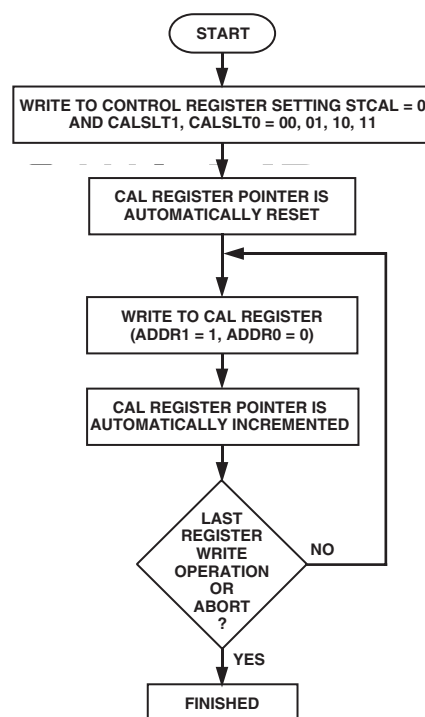 START
WRITE TO CONTROL REGISTER SETTING STCAL = 0
AND CALSLT1, CALSLT0 = 00, 01, 10, 11
CAL REGISTER POINTER IS
AUTOMATICALLY RESET
WRITE TO CAL REGISTER
(ADDR1 = 1, ADDR0 = 0)
CAL REGISTER POINTER IS
AUTOMATICALLY INCREMENTED
LAST
REGISTER
WRITE
OPERATION
OR
ABORT
?
NO
YES
FINISHED